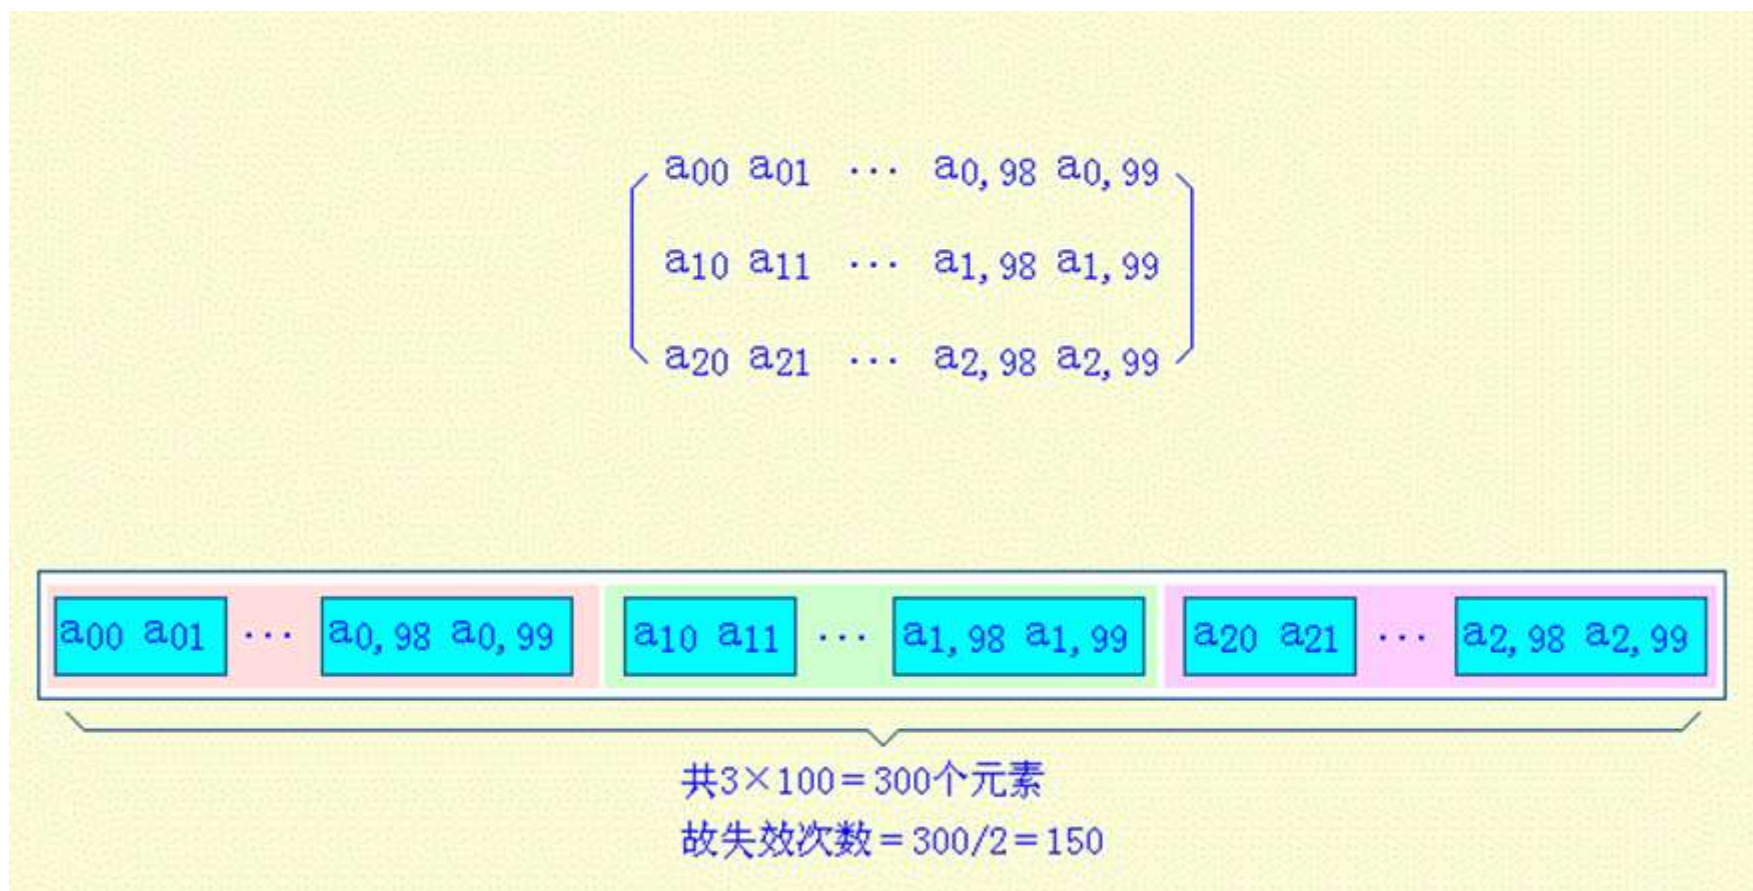 a00 a01 ··· a0,98 a0,99
a10 a11 ··· a1,98 a1,99
a20 a21 ··· a2,98 a2,99
a00 a01 ··· a0,98 a0,99 a10 a11 ··· a1,98 a1,99 a20 a21 ··· a2,98 a2,99
共3×100=300个元素
故失效次数=300/2=150